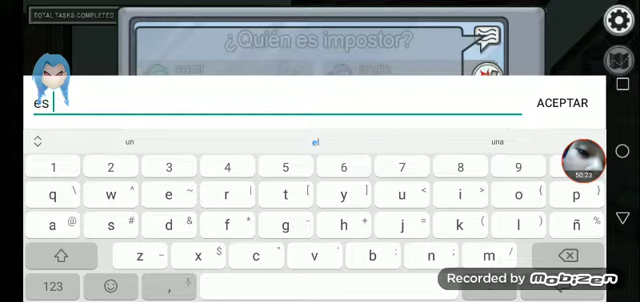 TOTAL TASKS COMPLETED
¿Quién es impostor?
es
ACEPTAR
un el una
1 2 3 4 5 6 7 8 9
q \ w ^ e ~ r | t [ y ] u < i > o { p }
a @ s # d & f * g - h + j = k ( l ) ñ %
z _ x $ c " v ' b : n ; m /
123 ,
50:23
Recorded by Mobizen